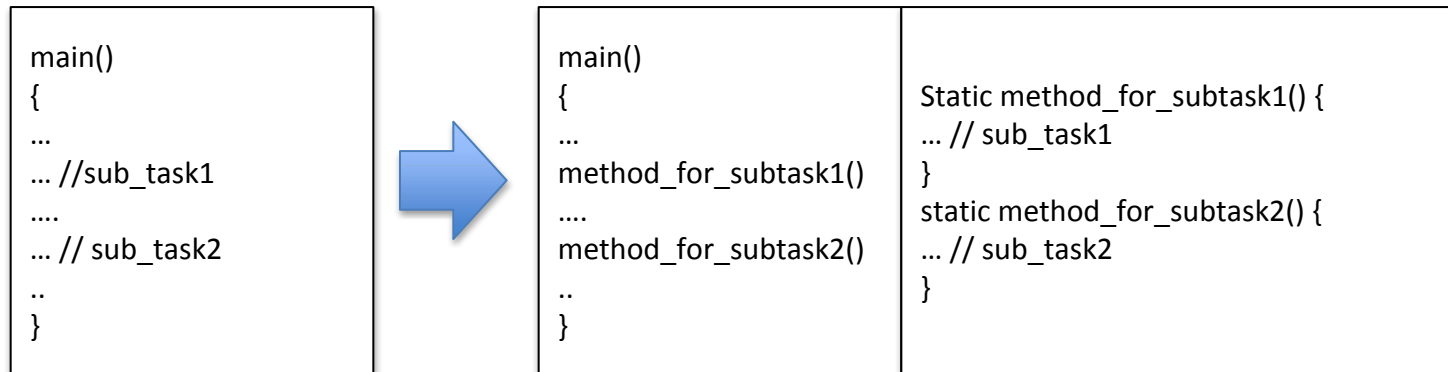 main()
{
...
... //sub_task1
....
... // sub_task2
..
}
main()
{
...
method_for_subtask1()
....
method_for_subtask2()
..
}
Static method_for_subtask1() {
... // sub_task1
}
static method_for_subtask2() {
... // sub_task2
}